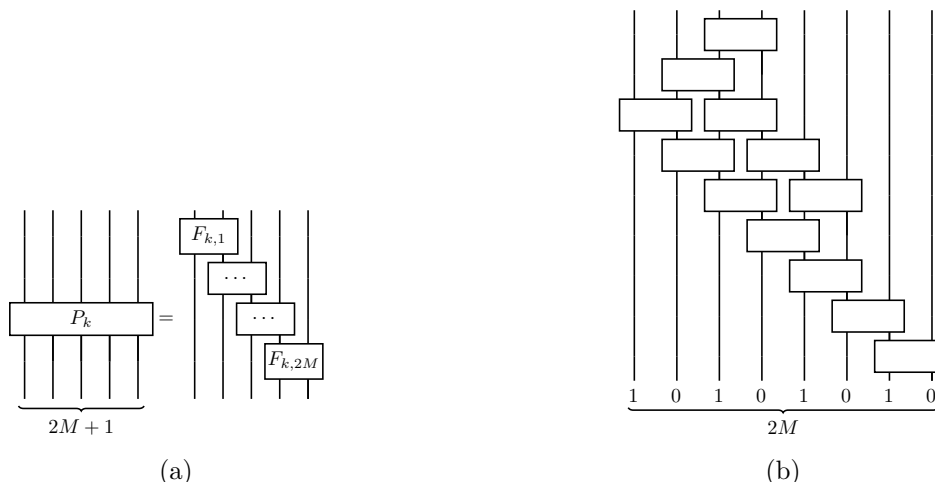 F_{k,1}
...
P_k
=
...
F_{k,2M}
2M + 1
(a)
1 0 1 0 1 0 1 0
2M
(b)